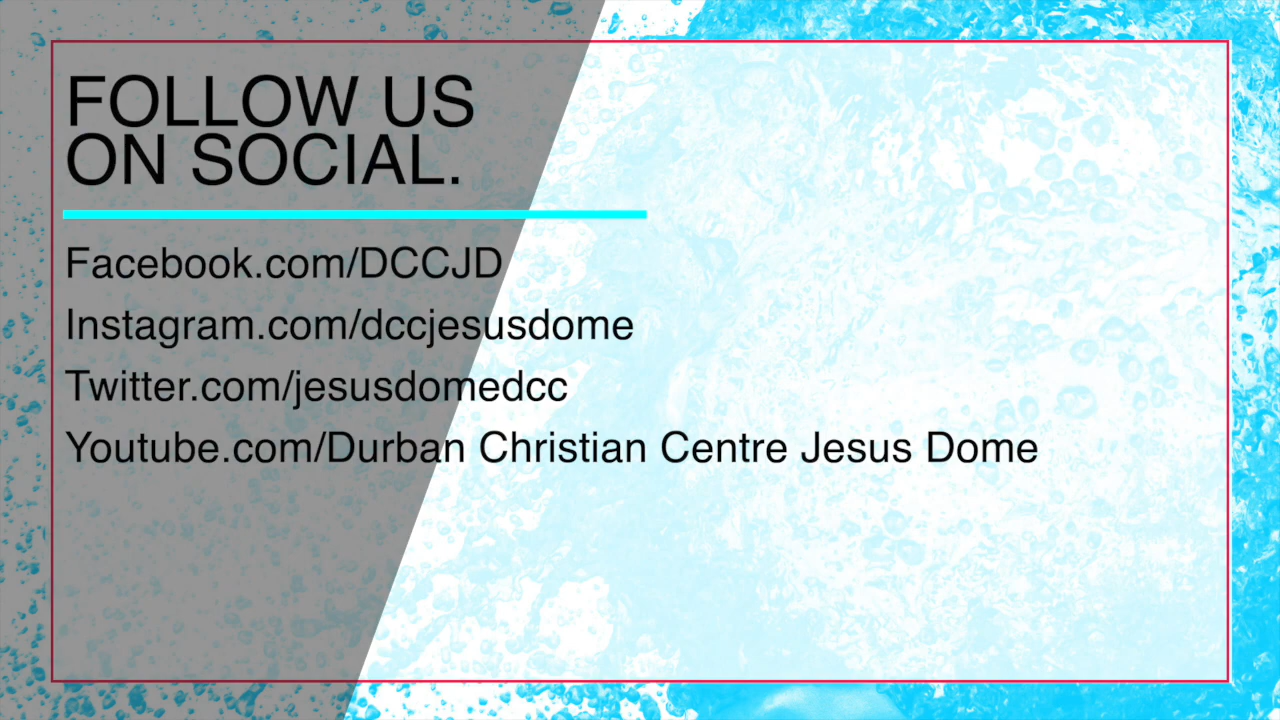 FOLLOW US
ON SOCIAL.
Facebook.com/DCCJD
Instagram.com/dccjesusdome
Twitter.com/jesusdomedcc
Youtube.com/Durban Christian Centre Jesus Dome